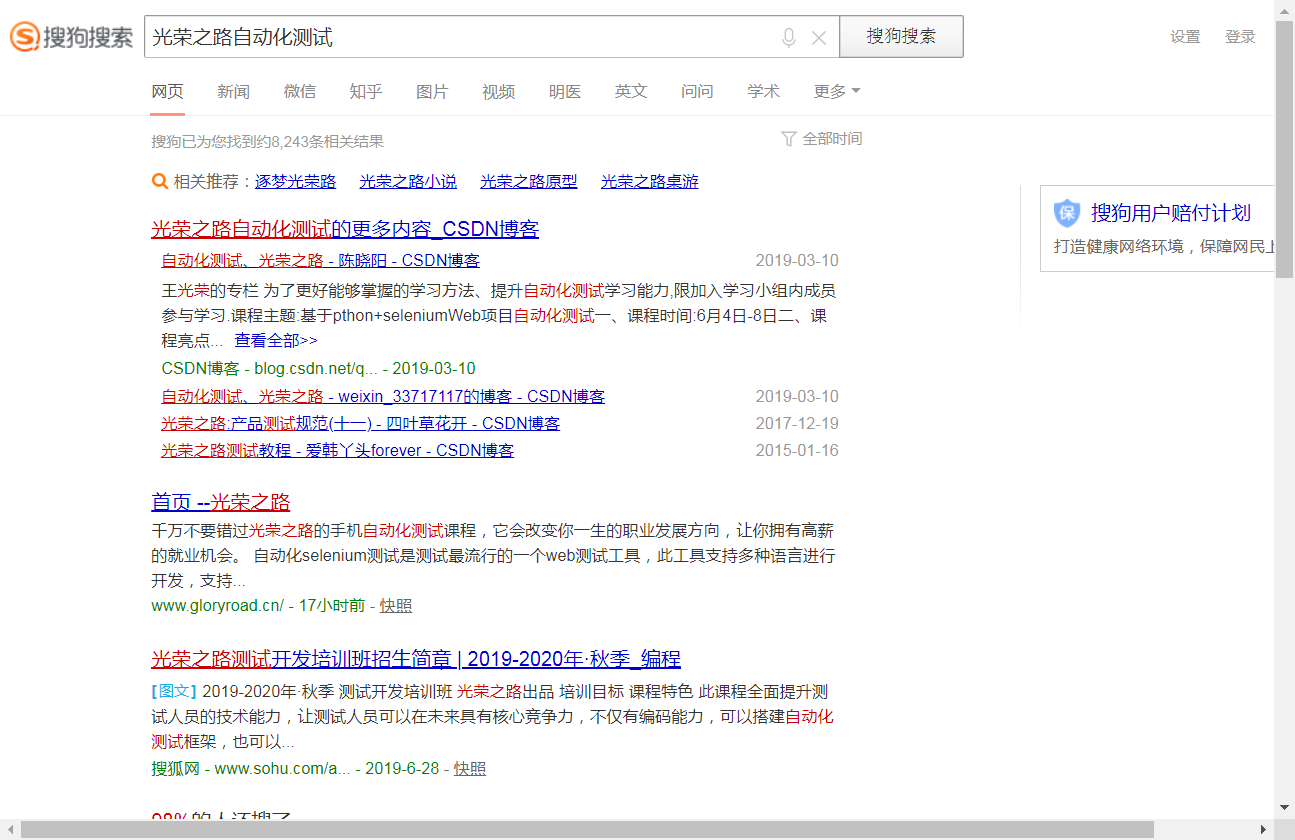 搜狗搜索 光荣之路自动化测试 搜狗搜索 设置 登录
网页 新闻 微信 知乎 图片 视频 明医 英文 问问 学术 更多
搜狗已为您找到约8,243条相关结果 全部时间
相关推荐：逐梦光荣路 光荣之路小说 光荣之路原型 光荣之路桌游
搜狗用户赔付计划
打造健康网络环境，保障网民上
光荣之路自动化测试的更多内容_CSDN博客
自动化测试、光荣之路 - 陈晓阳 - CSDN博客 2019-03-10
王光荣的专栏 为了更好能够掌握的学习方法、提升自动化测试学习能力,限加入学习小组内成员
参与学习.课程主题:基于pthon+seleniumWeb项目自动化测试一、课程时间:6月4日-8日二、课
程亮点... 查看全部>>
CSDN博客 - blog.csdn.net/q... - 2019-03-10
自动化测试、光荣之路 - weixin_33717117的博客 - CSDN博客 2019-03-10
光荣之路:产品测试规范(十一) - 四叶草花开 - CSDN博客 2017-12-19
光荣之路测试教程 - 爱韩丫头forever - CSDN博客 2015-01-16
首页 --光荣之路
千万不要错过光荣之路的手机自动化测试课程，它会改变你一生的职业发展方向，让你拥有高薪
的就业机会。 自动化selenium测试是测试最流行的一个web测试工具，此工具支持多种语言进行
开发，支持...
www.gloryroad.cn/ - 17小时前 - 快照
光荣之路测试开发培训班招生简章 | 2019-2020年·秋季_编程
[图文] 2019-2020年·秋季 测试开发培训班 光荣之路出品 培训目标 课程特色 此课程全面提升测
试人员的技术能力，让测试人员可以在未来具有核心竞争力，不仅有编码能力，可以搭建自动化
测试框架，也可以...
搜狐网 - www.sohu.com/a... - 2019-6-28 - 快照
98%的人还搜了